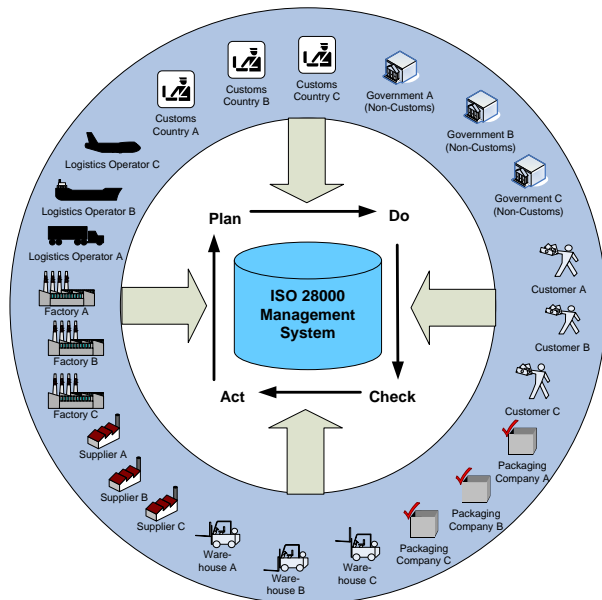 Customs
Country A
Customs
Country B
Customs
Country C
Government A
(Non-Customs)
Government B
(Non-Customs)
Government C
(Non-Customs)
Customer A
Customer B
Customer C
Packaging
Company A
Packaging
Company B
Packaging
Company C
Ware-
house C
Ware-
house B
Ware-
house A
Supplier C
Supplier B
Supplier A
Factory C
Factory B
Factory A
Logistics Operator A
Logistics Operator B
Logistics Operator C
Plan
Do
Check
Act
ISO 28000
Management
System